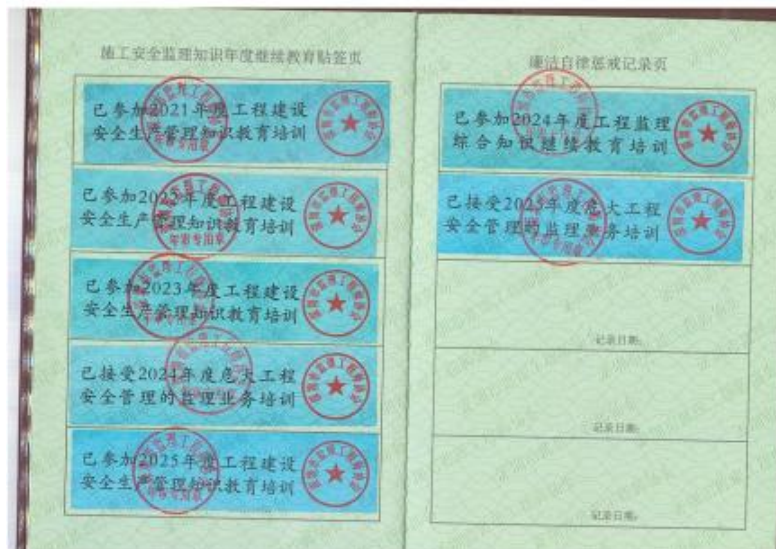 施工安全监理知识年度继续教育贴签页
已参加2021年度工程建设
安全生产管理知识教育培训
已参加2022年度工程建设
安全生产管理知识教育培训
年审专用章
已参加2023年度工程建设
安全生产管理知识教育培训
已接受2024年度危大工程
安全管理的监理业务培训
已参加2025年度工程建设
安全生产管理知识教育培训
廉洁自律惩戒记录页
已参加2024年度工程监理
综合知识继续教育培训
已接受2025年度危大工程
安全管理的监理业务培训
记录日期:
记录日期:
记录日期: